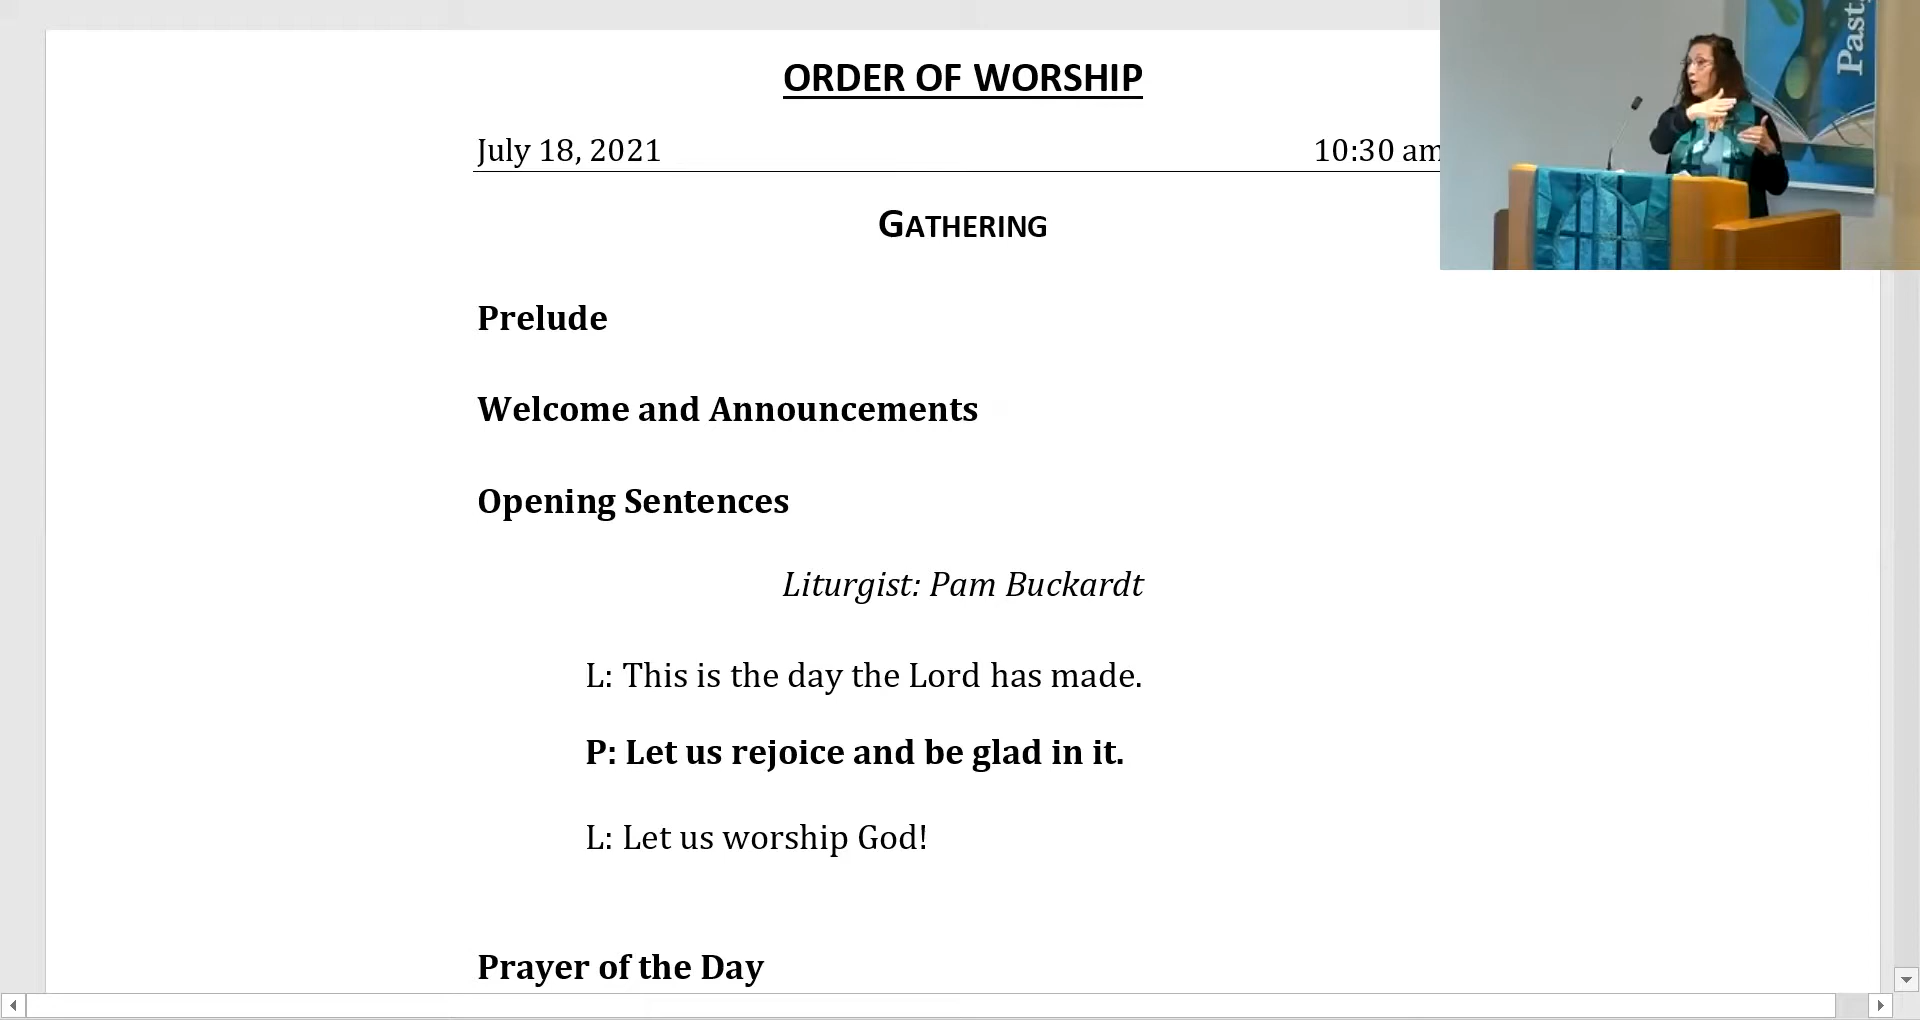 ORDER OF WORSHIP
July 18, 2021 10:30 am
GATHERING
Prelude
Welcome and Announcements
Opening Sentences
Liturgist: Pam Buckardt
L: This is the day the Lord has made.
P: Let us rejoice and be glad in it.
L: Let us worship God!
Prayer of the Day